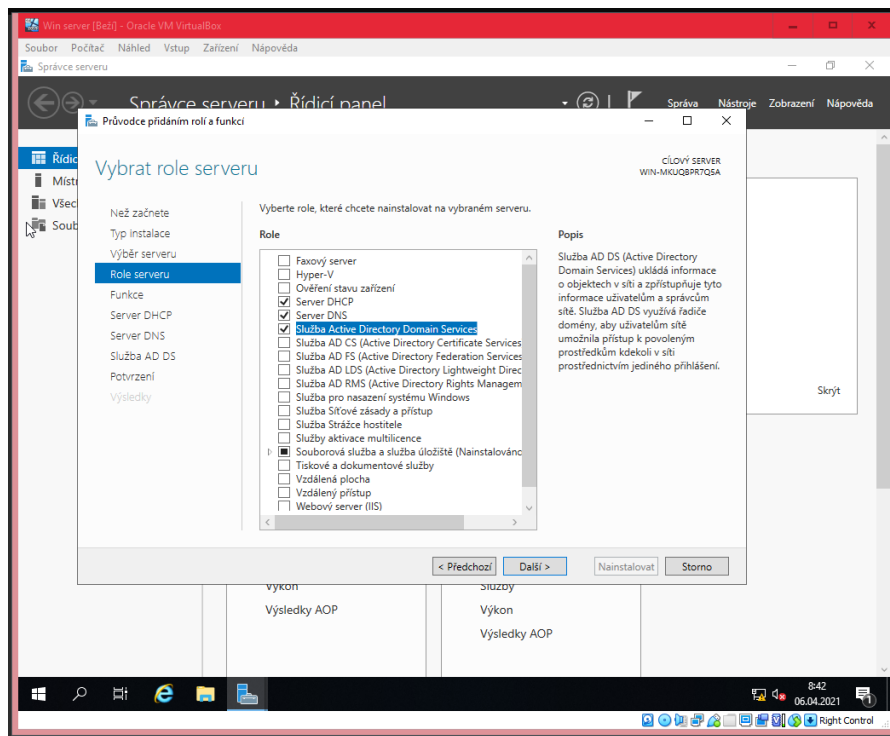 Win server [Beží] - Oracle VM VirtualBox
Soubor Počítač Náhled Vstup Zařízení Nápověda
Správce serveru
Správce serveru Řídicí panel
Správa Nástroje Zobrazení Nápověda
Průvodce přidáním rolí a funkcí
Vybrat role serveru
CÍLOVÝ SERVER
WIN-MKUQBPR7QSA
Řídic
Místr
Všec
Soub
Než začnete
Typ instalace
Výběr serveru
Role serveru
Funkce
Server DHCP
Server DNS
Služba AD DS
Potvrzení
Výsledky
Vyberte role, které chcete nainstalovat na vybraném serveru.
Role
Faxový server
Hyper-V
Ověření stavu zařízení
Server DHCP
Server DNS
Služba Active Directory Domain Services
Služba AD CS (Active Directory Certificate Services
Služba AD FS (Active Directory Federation Services
Služba AD LDS (Active Directory Lightweight Direc
Služba AD RMS (Active Directory Rights Managem
Služba pro nasazení systému Windows
Služba Síťové zásady a přístup
Služba Strážce hostitele
Služby aktivace multilicence
Souborová služba a služba úložiště (Nainstalováno
Tiskové a dokumentové služby
Vzdálená plocha
Vzdálený přístup
Webový server (IIS)
Popis
Služba AD DS (Active Directory
Domain Services) ukládá informace
o objektech v síti a zpřístupňuje tyto
informace uživatelům a správcům
sítě. Služba AD DS využívá řadiče
domény, aby uživatelům sítě
umožnila přístup k povoleným
prostředkům kdekoli v síti
prostřednictvím jediného přihlášení.
Skrýt
< Předchozí Další > Nainstalovat Storno
Výkon
Výsledky AOP
Služby
Výkon
Výsledky AOP
8:42
06.04.2021
1
Right Control